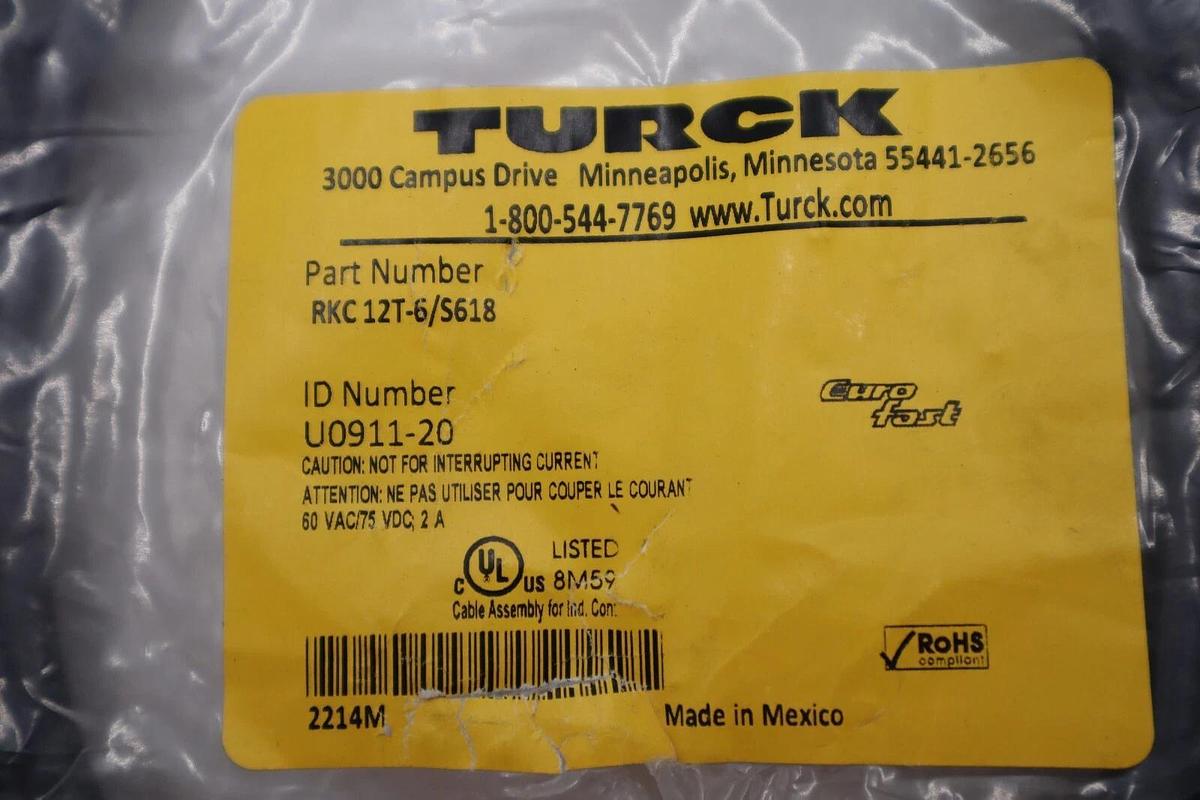 TURCK
3000 Campus Drive Minneapolis, Minnesota 55441-2656
1-800-544-7769 www.Turck.com
Part Number
RKC 12T-6/S618
ID Number
U0911-20
CAUTION: NOT FOR INTERRUPTING CURRENT
ATTENTION: NE PAS UTILISER POUR COUPER LE COURANT
60 VAC/75 VDC, 2 A
Euro
fast
C UL US LISTED
8M59
Cable Assembly for Ind. Cont
RoHS
compliant
2214M
Made in Mexico